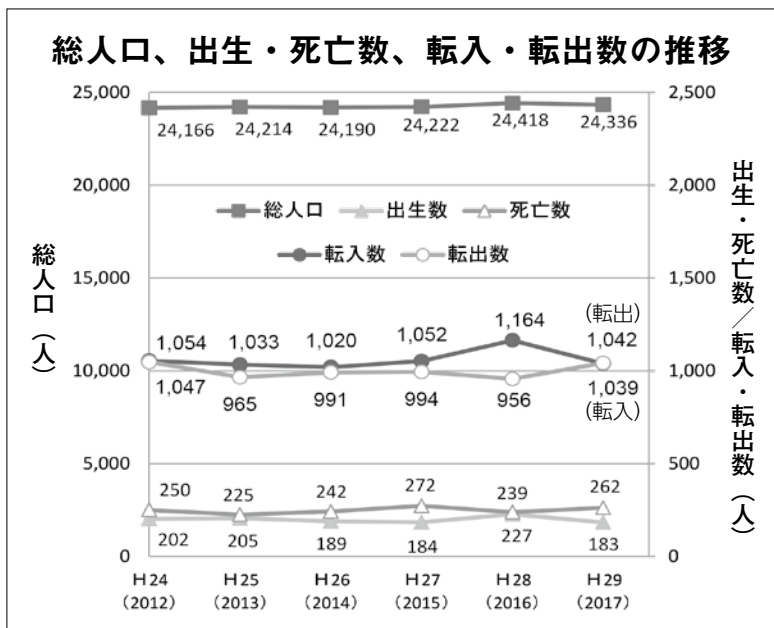 総人口、出生・死亡数、転入・転出数の推移
総人口（人）
出生・死亡数／転入・転出数（人）
25,000
20,000
15,000
10,000
5,000
0
2,500
2,000
1,500
1,000
500
0
総人口 出生数 死亡数
転入数 転出数
24,166 24,214 24,190 24,222 24,418 24,336
1,054 1,033 1,020 1,052 1,164 (転出) 1,042
1,047 965 991 994 956 1,039 (転入)
250 225 242 272 239 262
202 205 189 184 227 183
H24 H25 H26 H27 H28 H29
(2012) (2013) (2014) (2015) (2016) (2017)